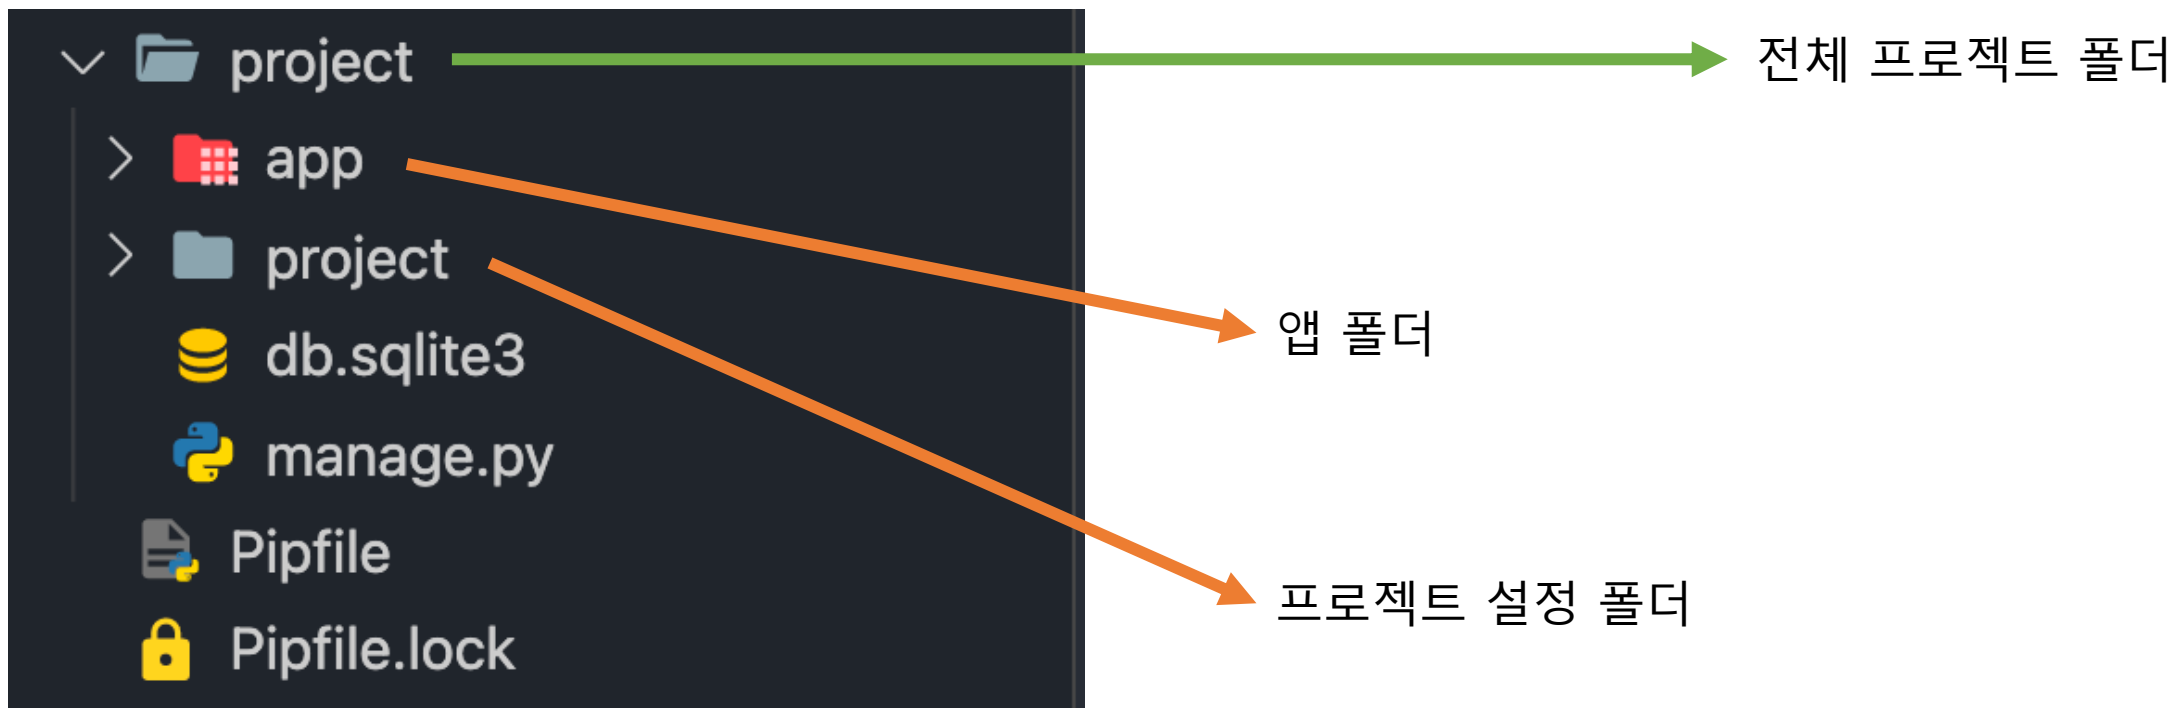 project
전체 프로젝트 폴더
app
project
앱 폴더
db.sqlite3
manage.py
Pipfile
프로젝트 설정 폴더
Pipfile.lock